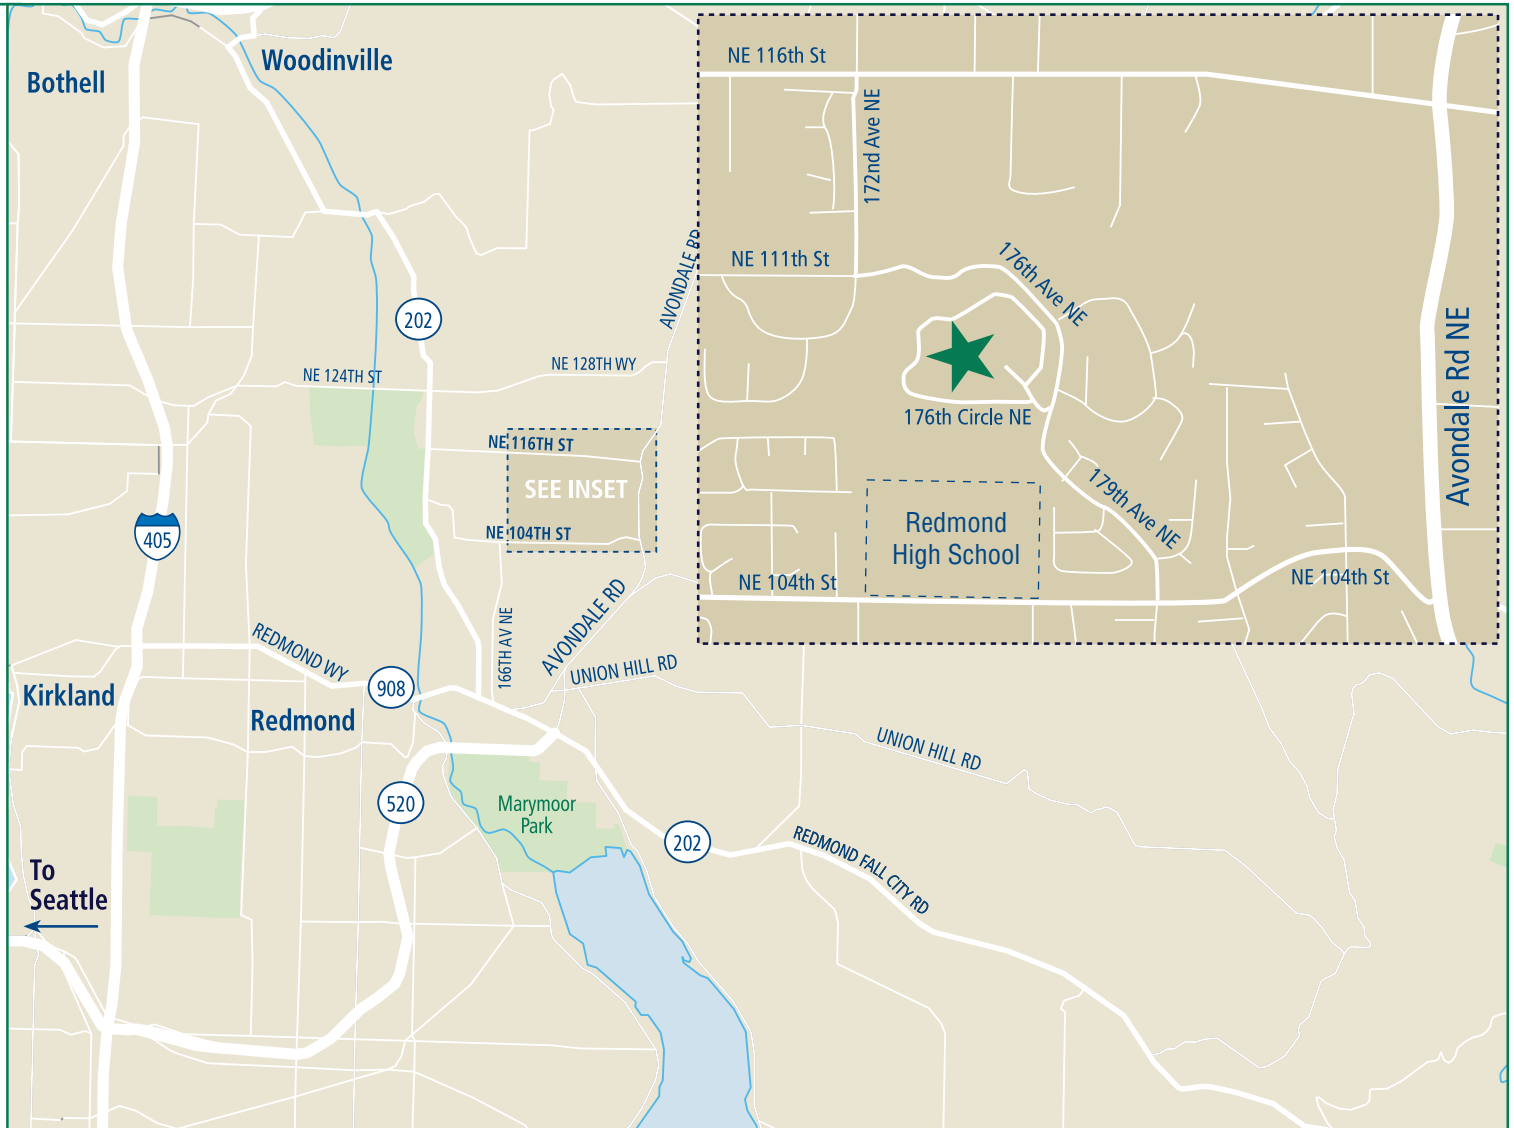 Woodinville
Bothell
NE 116th St
172nd Ave NE
NE 111th St
176th Ave NE
AVONDALE RD
202
NE 128TH WY
NE 124TH ST
176th Circle NE
Avondale Rd NE
NE 116TH ST
SEE INSET
NE 104TH ST
405
179th Ave NE
Redmond
High School
NE 104th St
NE 104th St
AVONDALE RD
166TH AV NE
REDMOND WY
UNION HILL RD
908
Kirkland
Redmond
UNION HILL RD
520
Marymoor
Park
202
REDMOND FALL CITY RD
To
Seattle